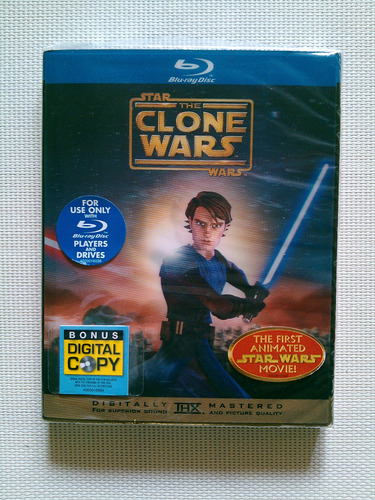 Blu-ray Disc
STAR
THE
CLONE
WARS
WARS
FOR
USE ONLY
WITH
Blu-ray Disc
PLAYERS
AND
DRIVES
BONUS
DIGITAL
COPY
THE FIRST
ANIMATED
STAR WARS
MOVIE!
DIGITALLY THX MASTERED
FOR SUPERIOR SOUND AND PICTURE QUALITY